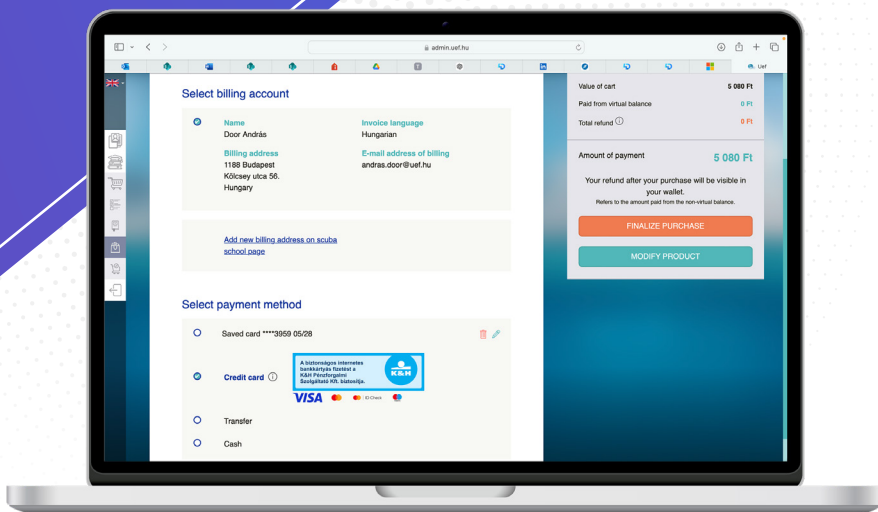 admin.uef.hu
Uef
Select billing account
Name
Door András
Invoice language
Hungarian
Billing address
1188 Budapest
Kölcsey utca 56.
Hungary
E-mail address of billing
andras.door@uef.hu
Add new billing address on scuba
school page
Select payment method
Saved card ****3959 05/28
Credit card
A biztonságos internetes
bankkártyás fizetést a
K&H Pénzforgalmi
Szolgáltató Kft. biztosítja.
K&H
VISA
ID Check
Transfer
Cash
Value of cart 5 080 Ft
Paid from virtual balance 0 Ft
Total refund 0 Ft
Amount of payment 5 080 Ft
Your refund after your purchase will be visible in
your wallet.
Refers to the amount paid from the non-virtual balance.
FINALIZE PURCHASE
MODIFY PRODUCT